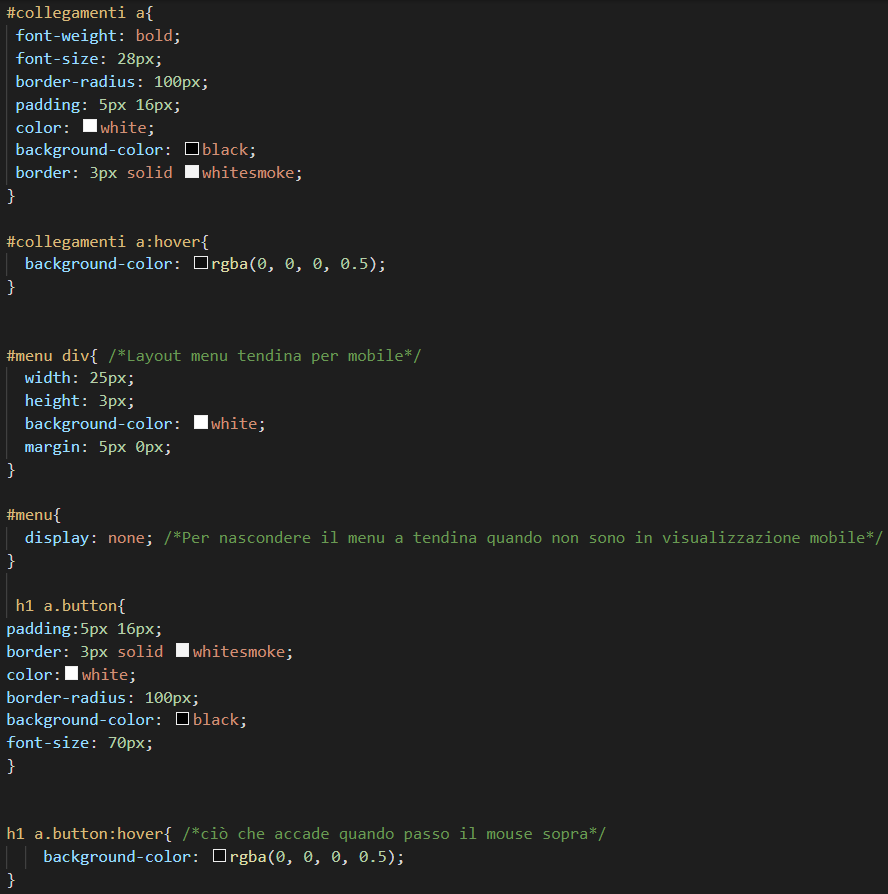 #collegamenti a{
font-weight: bold;
font-size: 28px;
border-radius: 100px;
padding: 5px 16px;
color: white;
background-color: black;
border: 3px solid whitesmoke;
}
#collegamenti a:hover{
background-color: rgba(0, 0, 0, 0.5);
}
#menu div{ /*Layout menu tendina per mobile*/
width: 25px;
height: 3px;
background-color: white;
margin: 5px 0px;
}
#menu{
display: none; /*Per nascondere il menu a tendina quando non sono in visualizzazione mobile*/
}
h1 a.button{
padding:5px 16px;
border: 3px solid whitesmoke;
color: white;
border-radius: 100px;
background-color: black;
font-size: 70px;
}
h1 a.button:hover{ /*ciò che accade quando passo il mouse sopra*/
background-color: rgba(0, 0, 0, 0.5);
}